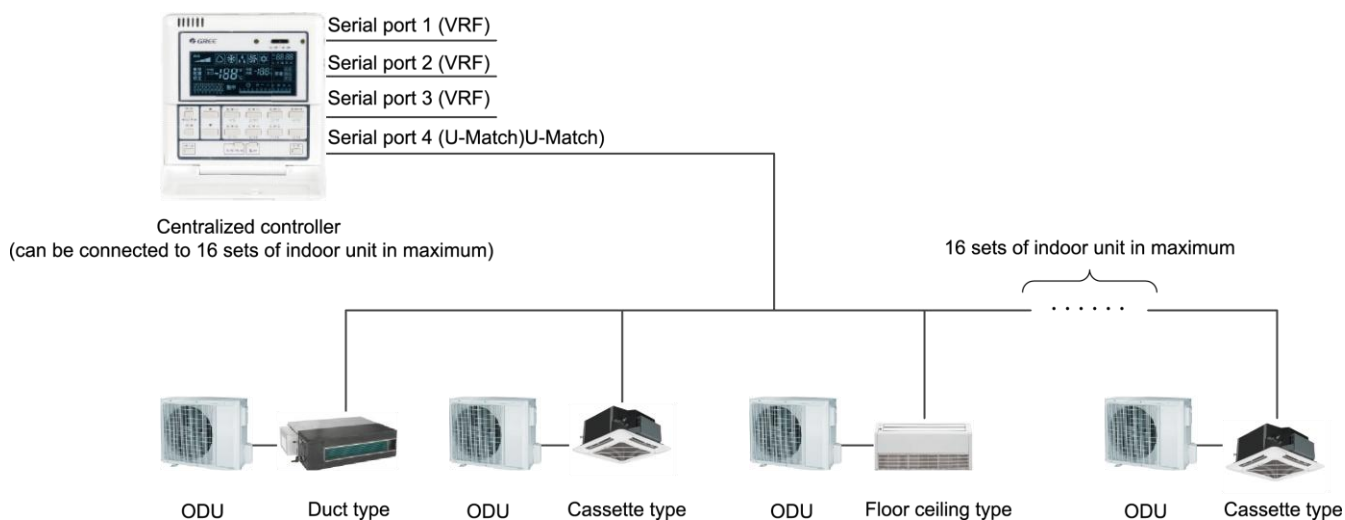 GREE
Serial port 1 (VRF)
Serial port 2 (VRF)
Serial port 3 (VRF)
Serial port 4 (U-Match)U-Match)
Centralized controller
(can be connected to 16 sets of indoor unit in maximum)
16 sets of indoor unit in maximum
ODU Duct type ODU Cassette type ODU Floor ceiling type ODU Cassette type